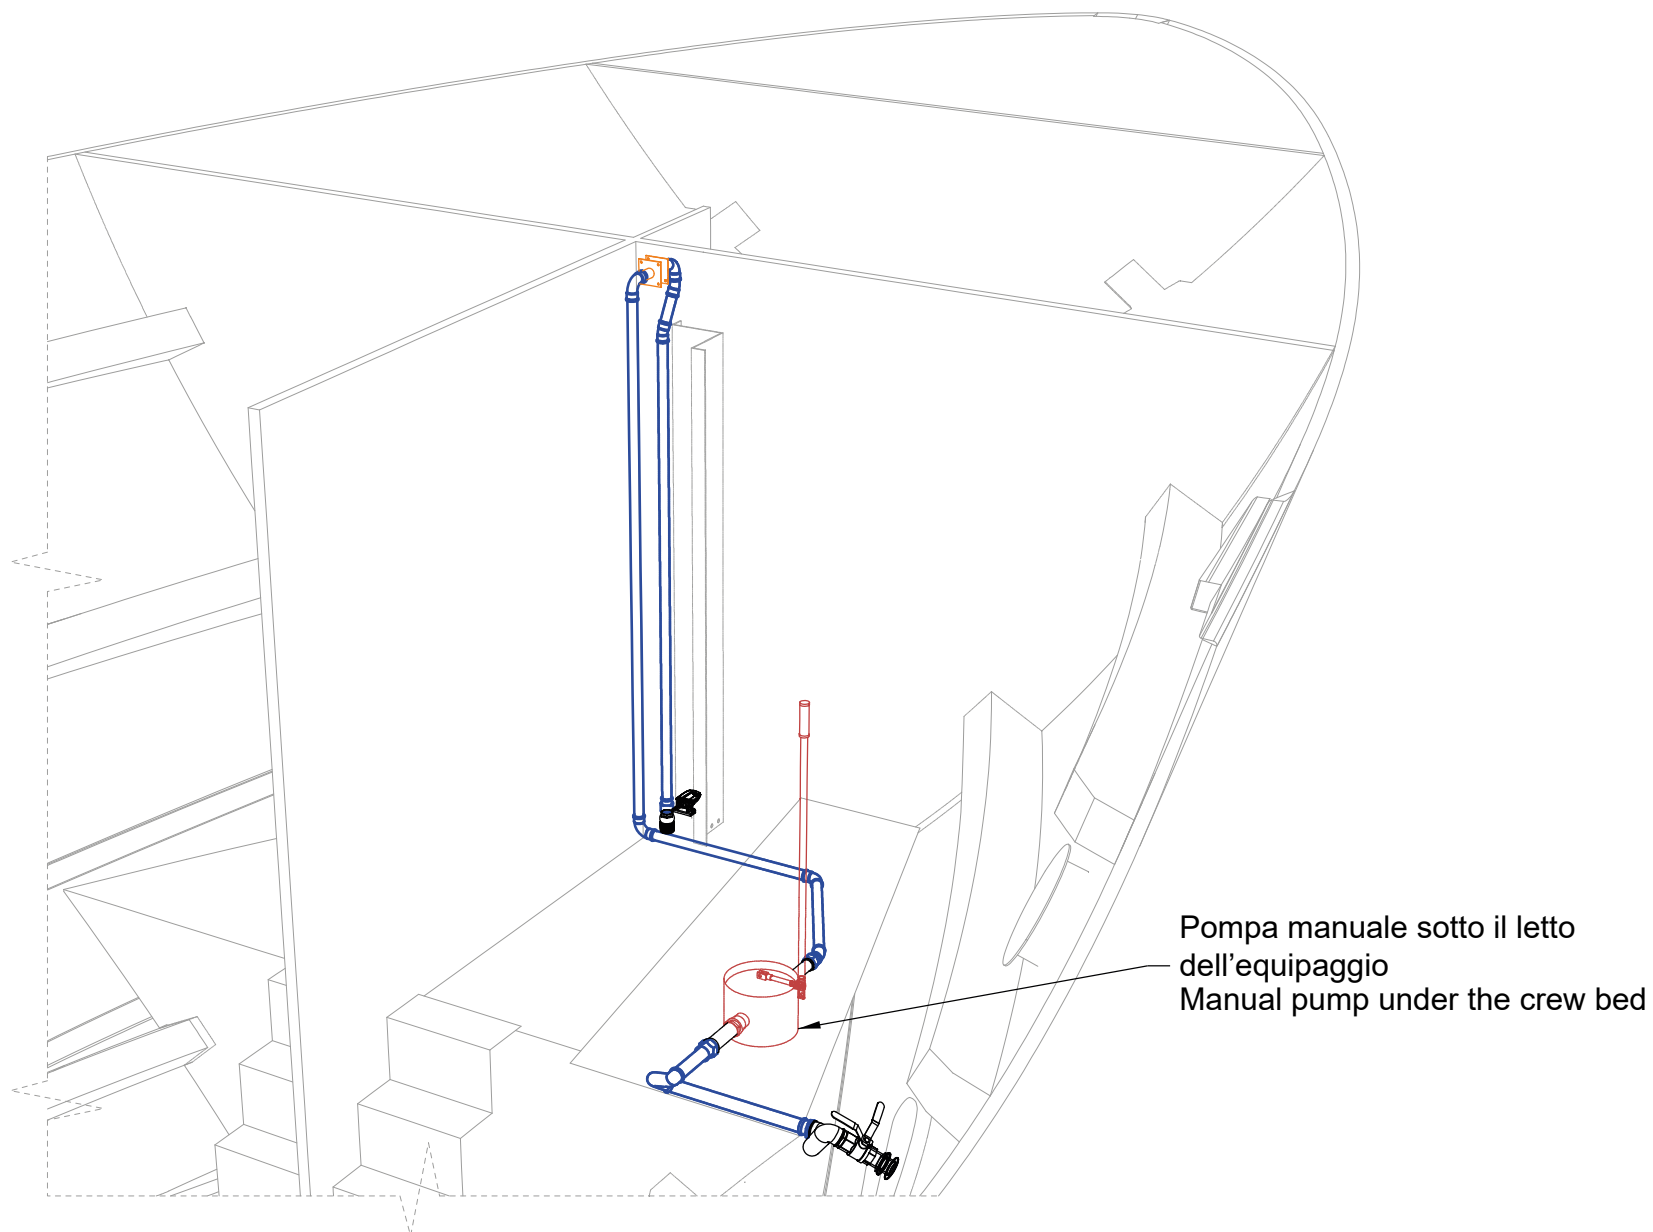 Pompa manuale sotto il letto
dell’equipaggio
Manual pump under the crew bed